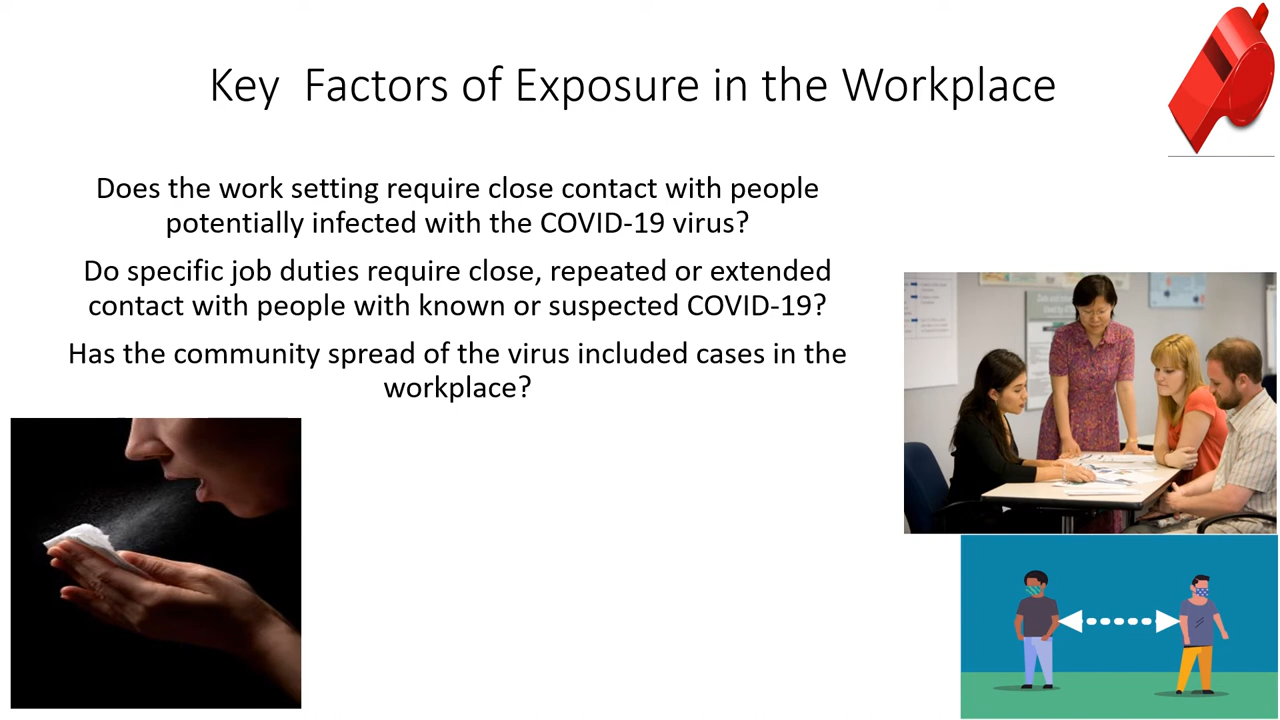 Key  Factors of Exposure in the Workplace
Does the work setting require close contact with people
potentially infected with the COVID-19 virus?
Do specific job duties require close, repeated or extended
contact with people with known or suspected COVID-19?
Has the community spread of the virus included cases in the
workplace?